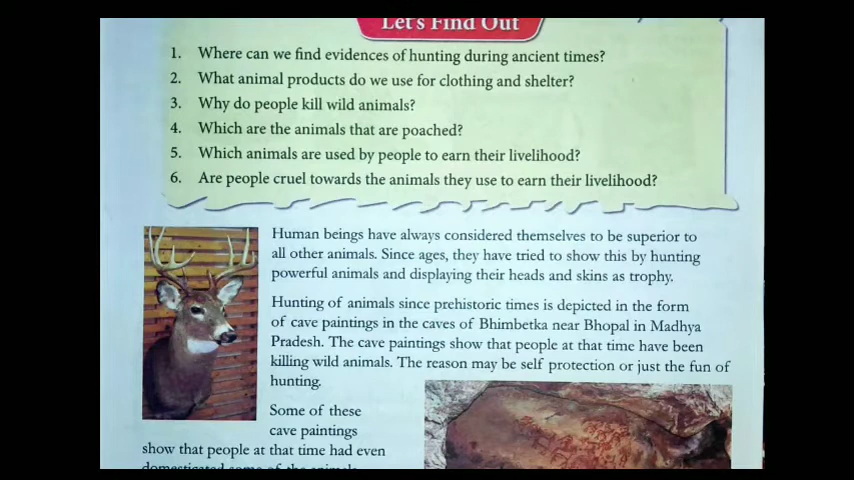 Let's Find Out
1. Where can we find evidences of hunting during ancient times?
2. What animal products do we use for clothing and shelter?
3. Why do people kill wild animals?
4. Which are the animals that are poached?
5. Which animals are used by people to earn their livelihood?
6. Are people cruel towards the animals they use to earn their livelihood?
Human beings have always considered themselves to be superior to
all other animals. Since ages, they have tried to show this by hunting
powerful animals and displaying their heads and skins as trophy.
Hunting of animals since prehistoric times is depicted in the form
of cave paintings in the caves of Bhimbetka near Bhopal in Madhya
Pradesh. The cave paintings show that people at that time have been
killing wild animals. The reason may be self protection or just the fun of
hunting.
Some of these
cave paintings
show that people at that time had even
domesticated some of the animals